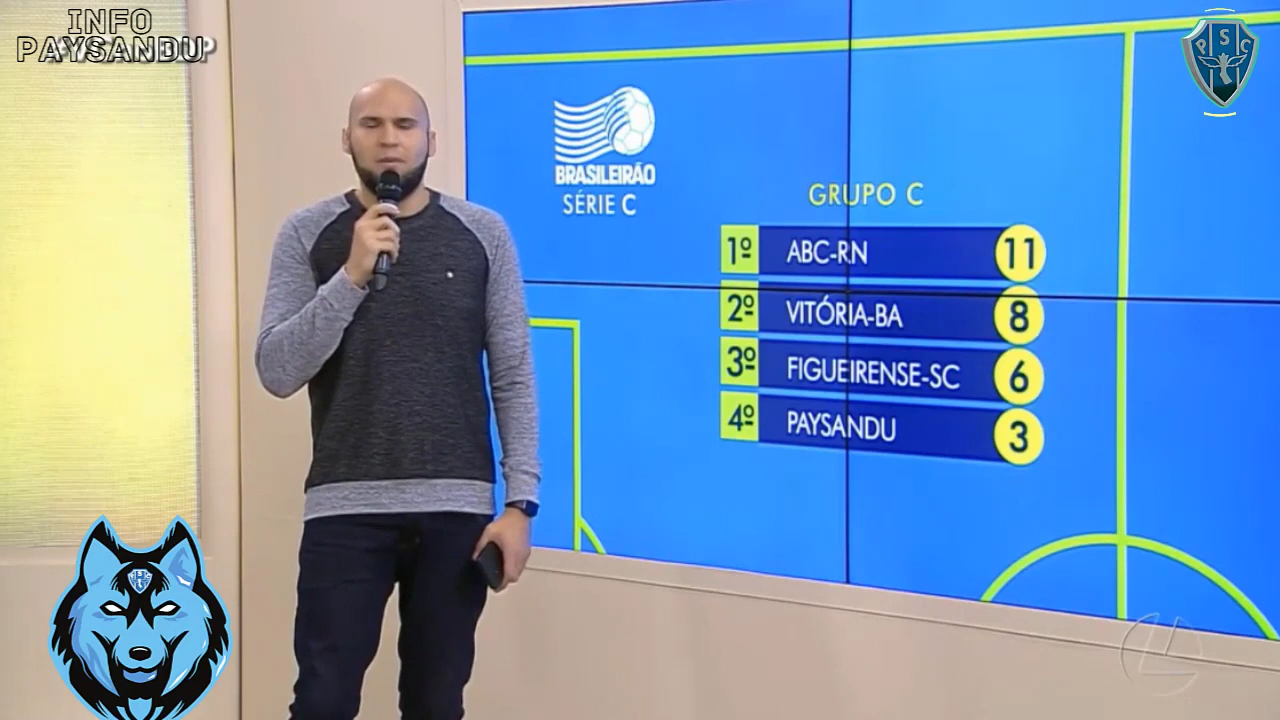 INFO
PAYSANDU
PSC
BRASILEIRÃO
SÉRIE C
GRUPO C
1º ABC-RN 11
2º VITÓRIA-BA 8
3º FIGUEIRENSE-SC 6
4º PAYSANDU 3